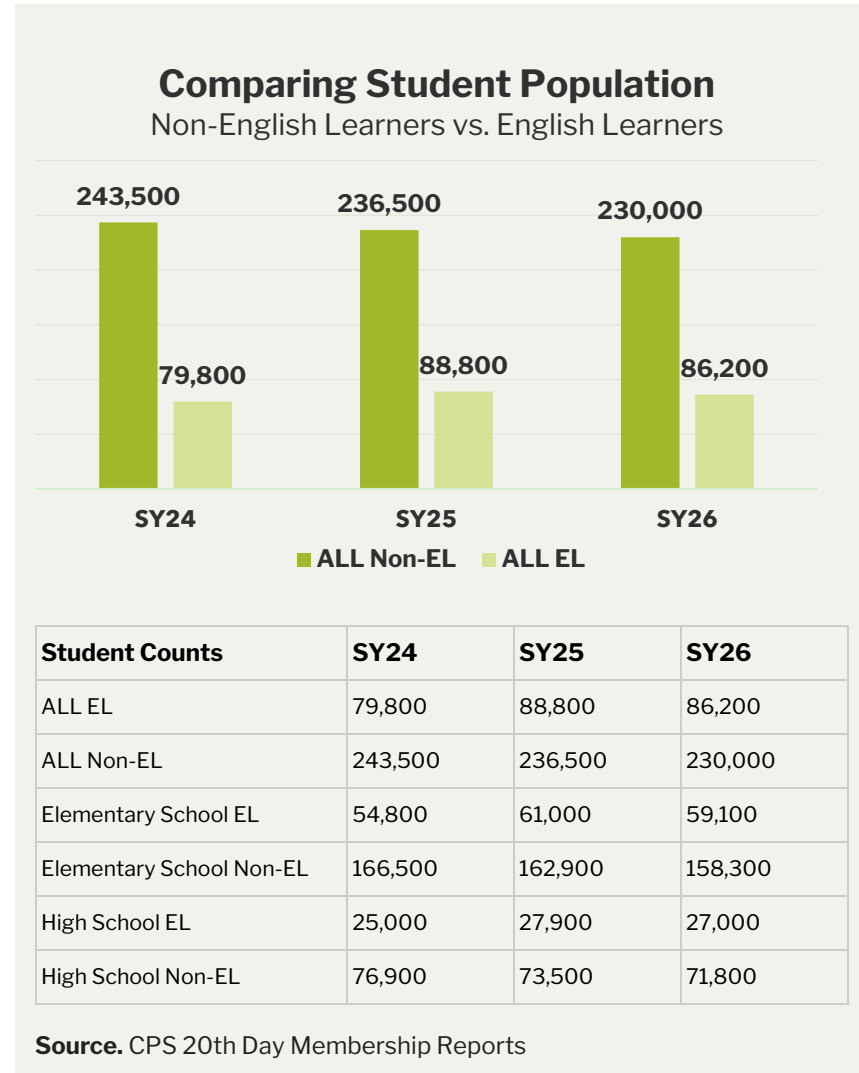 Comparing Student Population
Non-English Learners vs. English Learners
243,500
236,500
230,000
79,800
88,800
86,200
SY24
SY25
SY26
ALL Non-EL
ALL EL
Student Counts SY24 SY25 SY26
ALL EL 79,800 88,800 86,200
ALL Non-EL 243,500 236,500 230,000
Elementary School EL 54,800 61,000 59,100
Elementary School Non-EL 166,500 162,900 158,300
High School EL 25,000 27,900 27,000
High School Non-EL 76,900 73,500 71,800
Source. CPS 20th Day Membership Reports